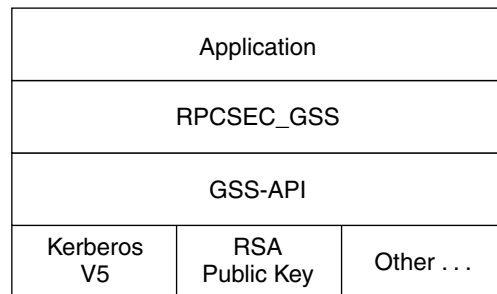 Application
RPCSEC_GSS
GSS-API
Kerberos
V5
RSA
Public Key
Other . . .